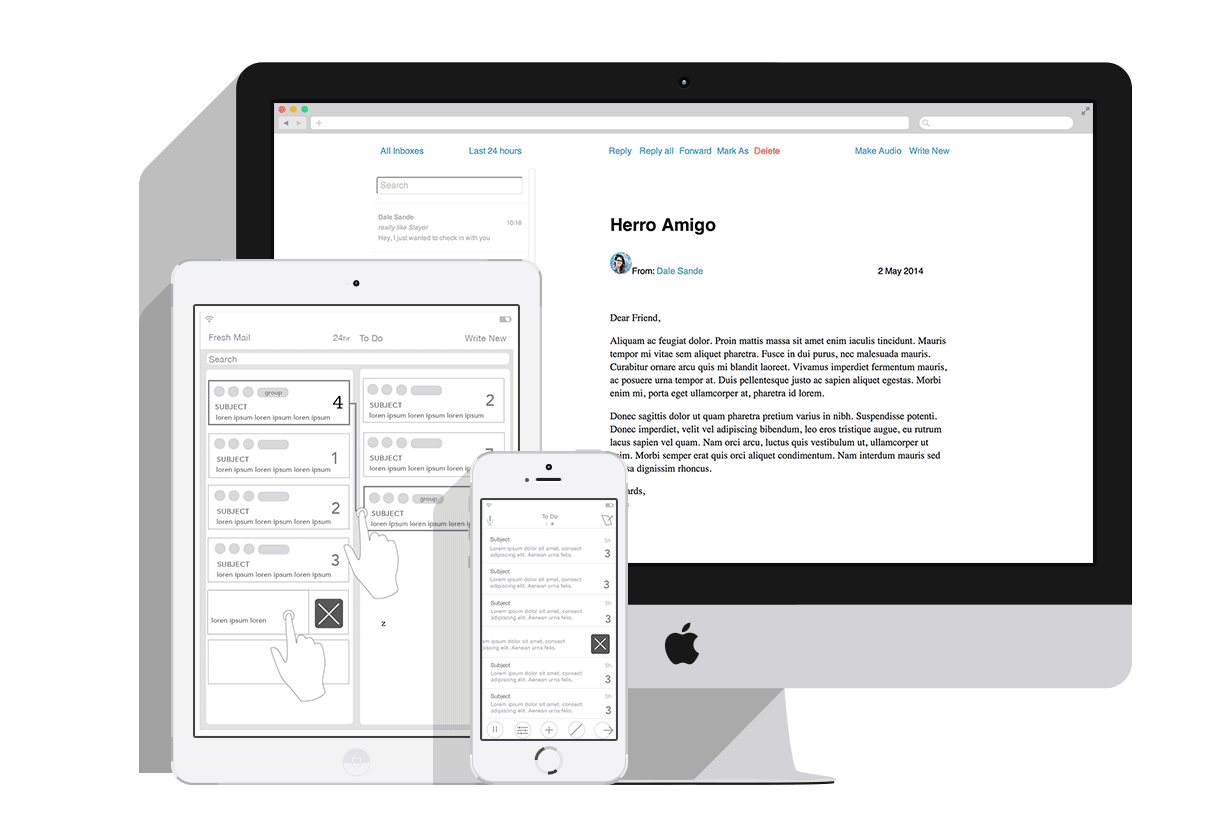 All Inboxes
Last 24 hours
Reply Reply all Forward Mark As Delete
Make Audio Write New
Search
Dale Sande
10:18
really like Slayer
Hey, I just wanted to check in with you
Herro Amigo
From: Dale Sande
2 May 2014
Dear Friend,
Aliquam ac feugiat dolor. Proin mattis massa sit amet enim iaculis tincidunt. Mauris
tempor mi vitae sem aliquet pharetra. Fusce in dui purus, nec malesuada mauris.
Curabitur ornare arcu quis mi blandit laoreet. Vivamus imperdiet fermentum mauris,
ac posuere urna tempor at. Duis pellentesque justo ac sapien aliquet egestas. Morbi
enim mi, porta eget ullamcorper at, pharetra id lorem.
Donec sagittis dolor ut quam pharetra pretium varius in nibh. Suspendisse potenti.
Donec imperdiet, velit vel adipiscing bibendum, leo eros tristique augue, eu rutrum
lacus sapien vel quam. Nam orci arcu, luctus quis vestibulum ut, ullamcorper ut
. Morbi semper erat quis orci aliquet condimentum. Nam interdum mauris sed
dignissim rhoncus.
Fresh Mail
24hr
To Do
Write New
Search
group
4
SUBJECT
loren ipsum loren ipsum loren ipsum
1
SUBJECT
loren ipsum loren ipsum loren ipsum
2
SUBJECT
loren ipsum loren ipsum loren ipsum
3
SUBJECT
loren ipsum loren ipsum loren ipsum
loren ipsum loren
2
SUBJECT
loren ipsum loren ipsum loren ipsum
SUBJECT
loren ipsum loren ipsum loren
group
SUBJECT
loren ipsum loren ipsum loren ipsum
z
To Do
Subject
5h
Lorem ipsum dolor sit amet, consect
adipiscing elit. Aenean urna felis.
3
Subject
Lorem ipsum dolor sit amet, consect
adipiscing elit. Aenean urna felis.
3
Subject
5h
Lorem ipsum dolor sit amet, consect
adipiscing elit. Aenean urna felis.
3
em ipsum dolor sit amet, consect
scing elit. Aenean urna felis.
Subject
5h
Lorem ipsum dolor sit amet, consect
adipiscing elit. Aenean urna felis.
3
Subject
5h
Lorem ipsum dolor sit amet, consect
adipiscing elit. Aenean urna felis.
3